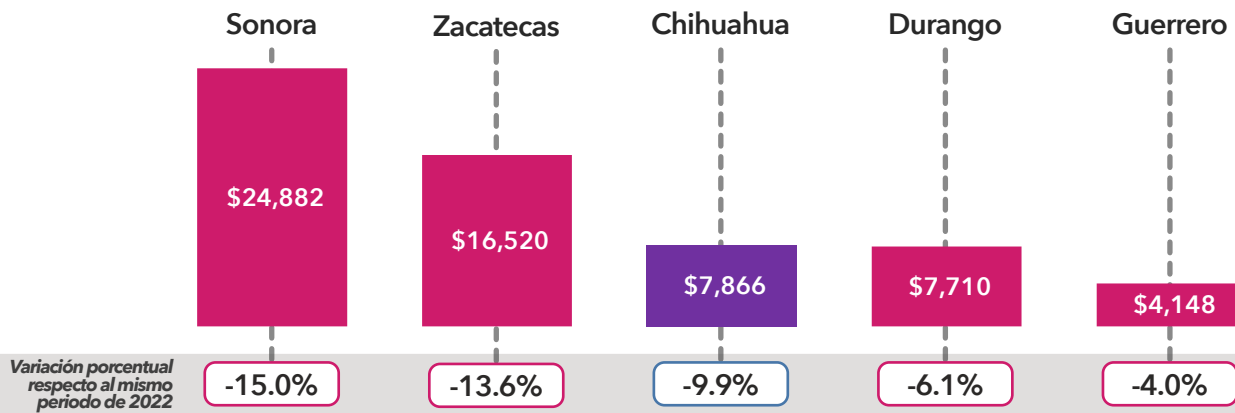 Sonora
Zacatecas
Chihuahua
Durango
Guerrero
$24,882
$16,520
$7,866
$7,710
$4,148
Variación porcentual
respecto al mismo
periodo de 2022
-15.0%
-13.6%
-9.9%
-6.1%
-4.0%